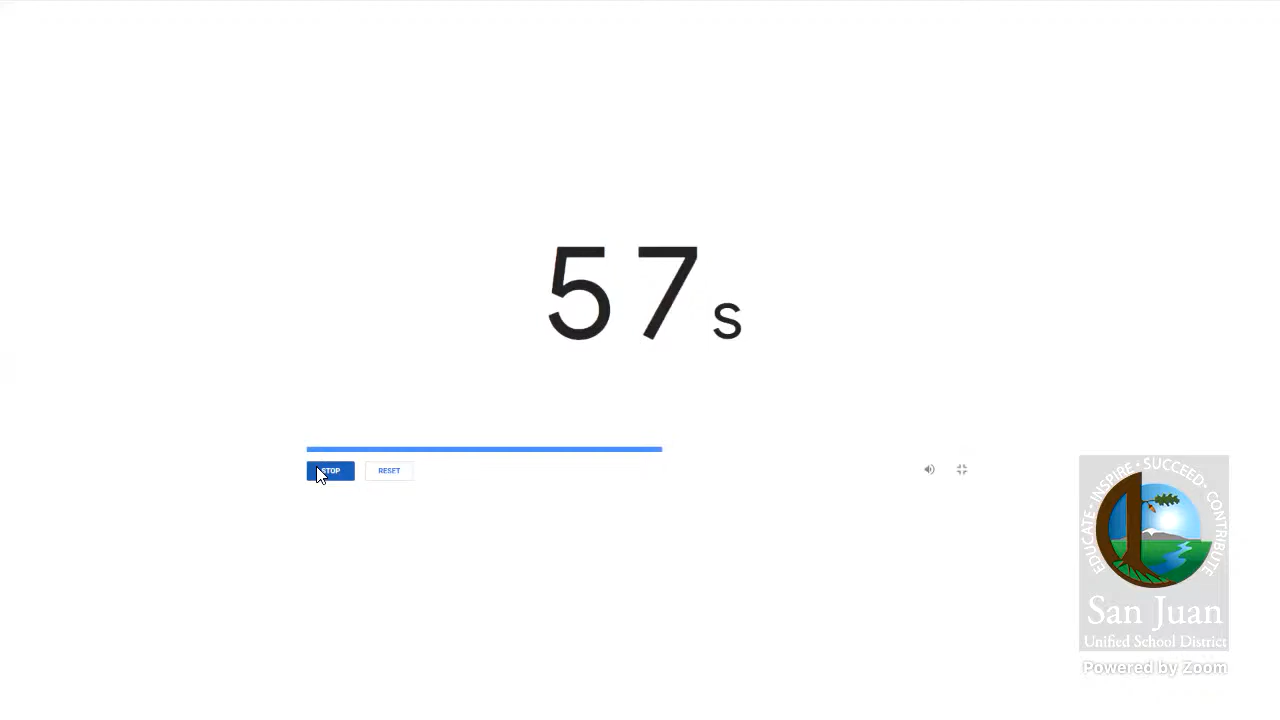 57s
STOP
RESET
EDUCATE • INSPIRE • SUCCEED • CONTRIBUTE
San Juan
Unified School District
Powered by Zoom